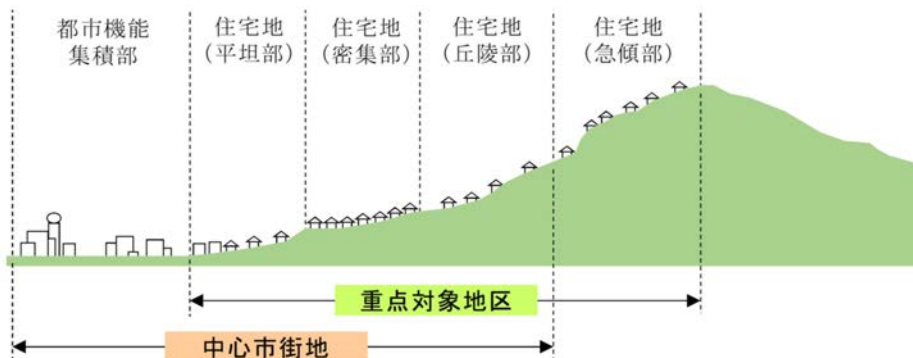 都市機能
集積部
住宅地
(平坦部)
住宅地
(密集部)
住宅地
(丘陵部)
住宅地
(急傾部)
重点対象地区
中心市街地